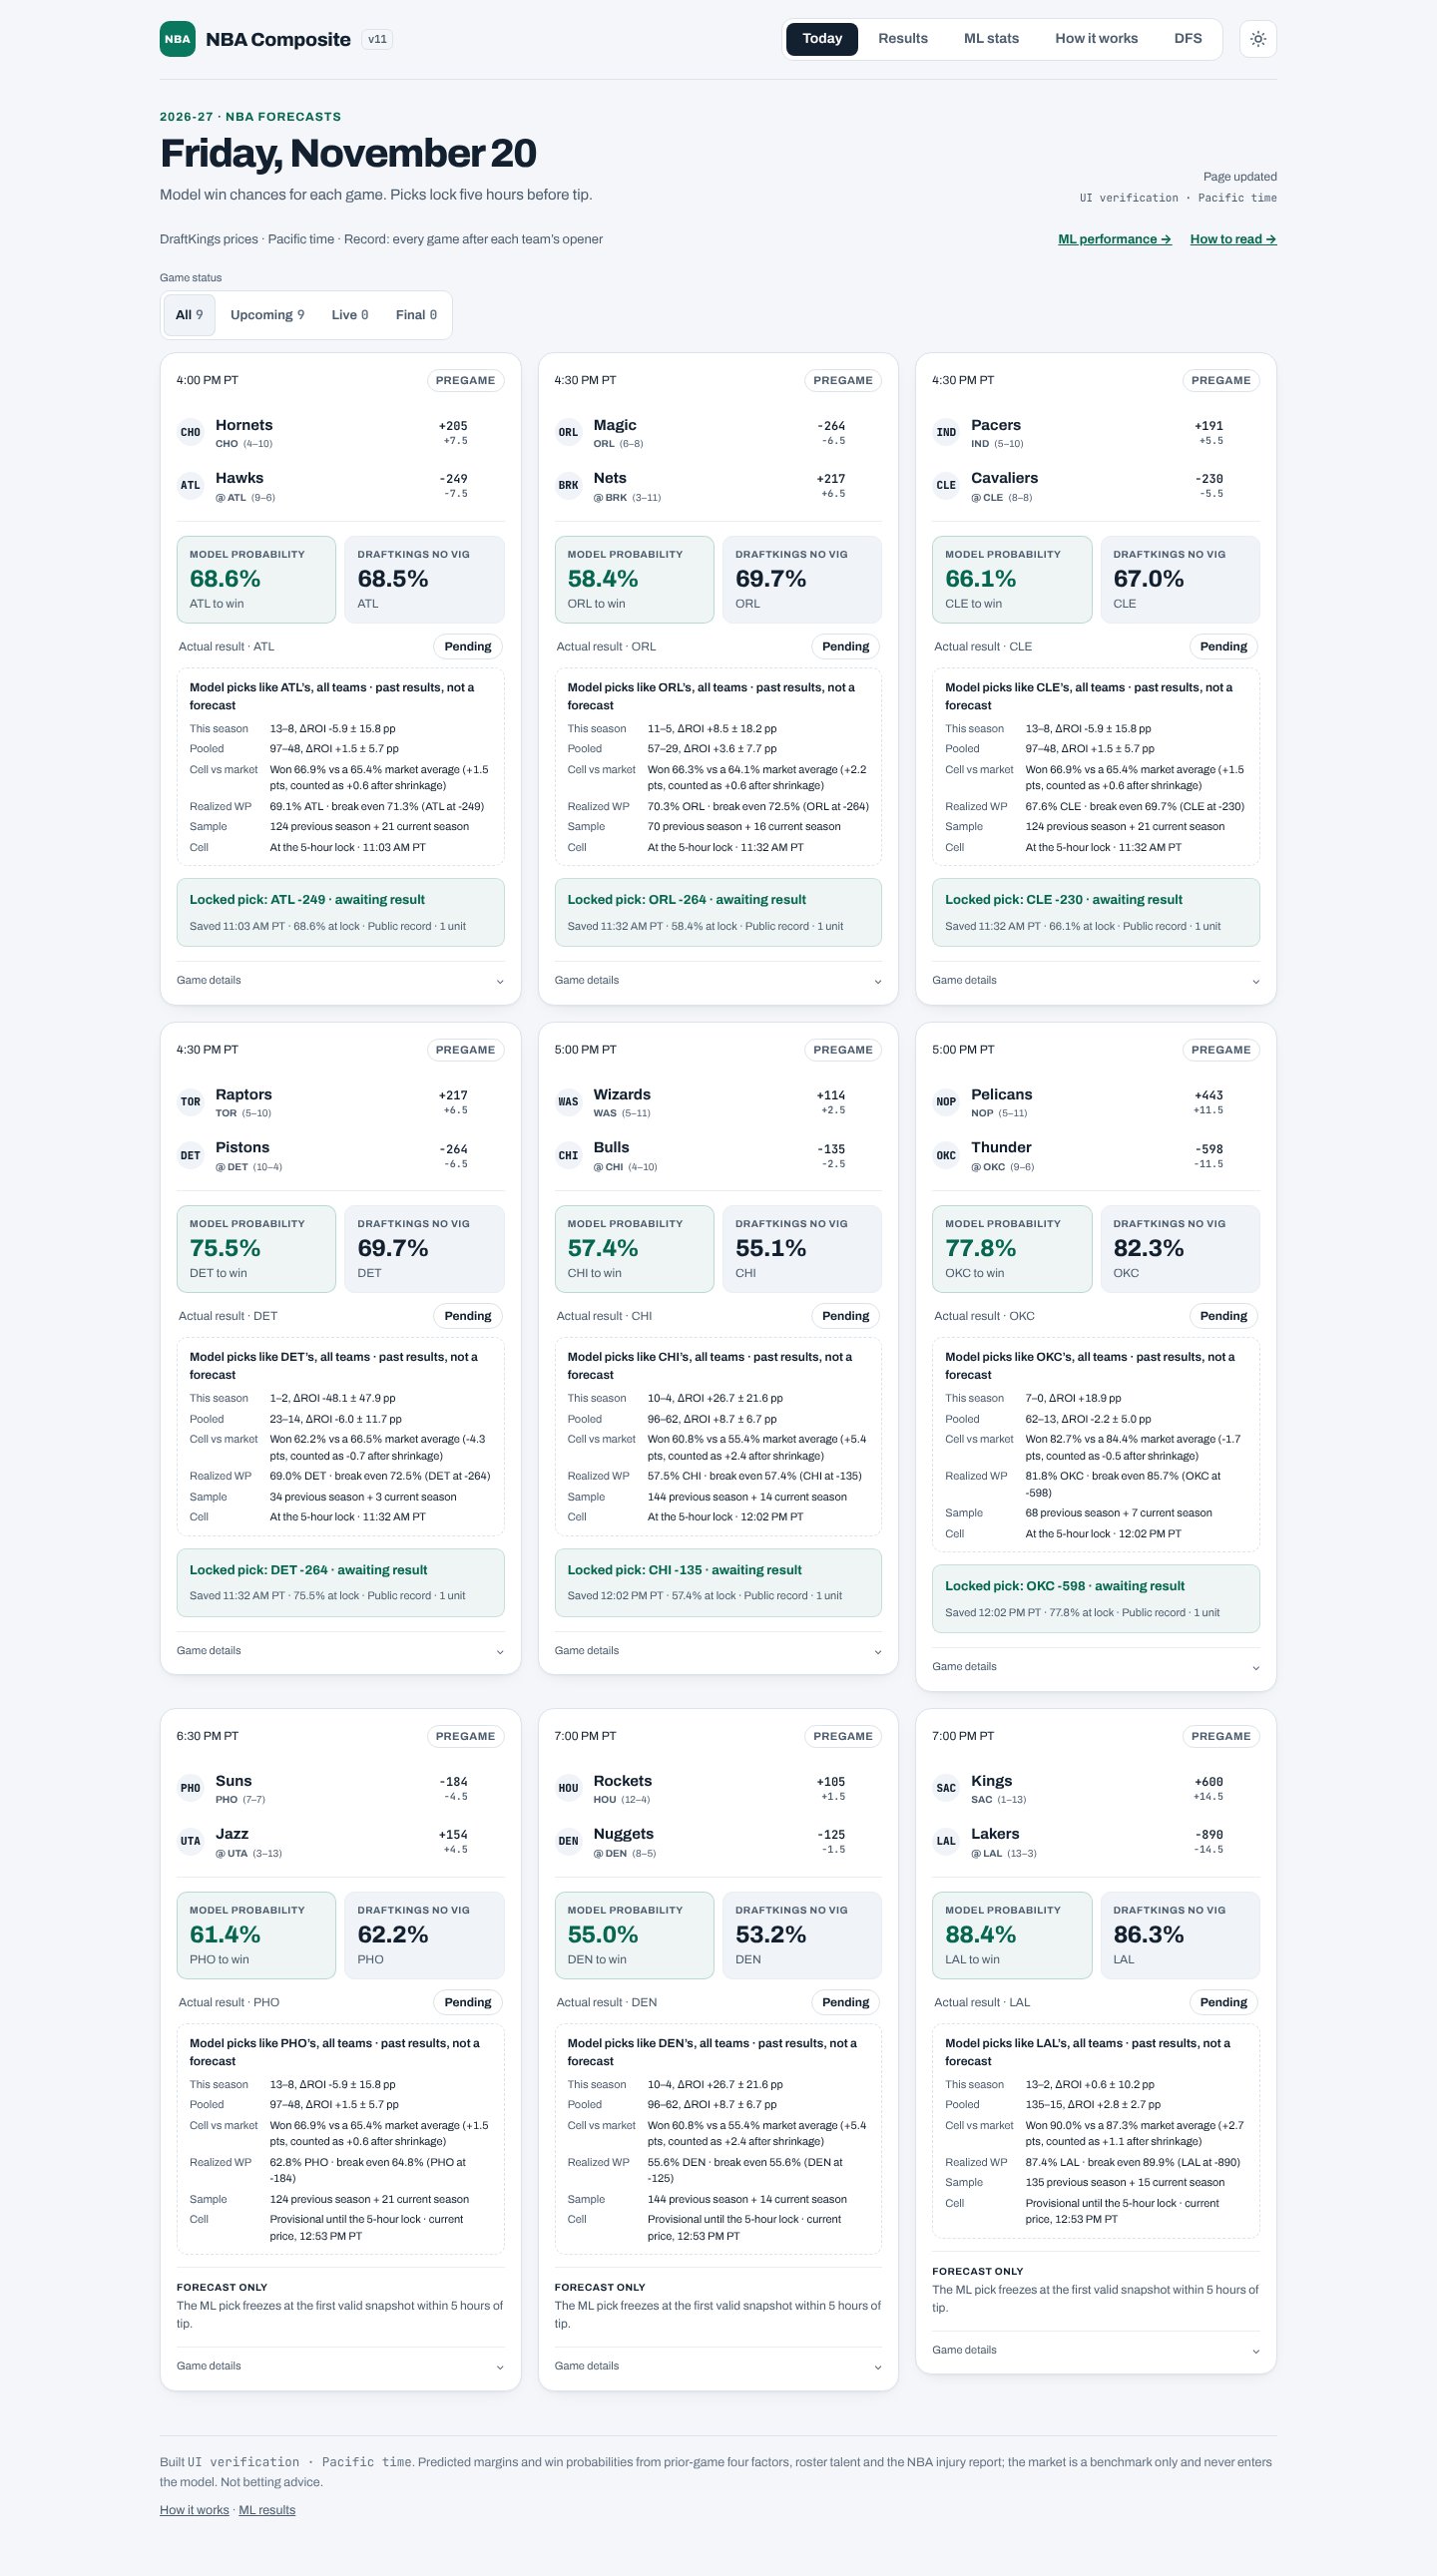 NBA NBA Composite v11 Today Results ML stats How it works DFS
2026-27 · NBA FORECASTS
Friday, November 20
Model win chances for each game. Picks lock five hours before tip.
Page updated
UI verification · Pacific time
DraftKings prices · Pacific time · Record: every game after each team's opener
ML performance → How to read →
Game status
All 9 Upcoming 9 Live 0 Final 0
4:00 PM PT PREGAME
CHO Hornets +205
CHO (4–10) +7.5
ATL Hawks -249
@ ATL (9–6) -7.5
MODEL PROBABILITY DRAFTKINGS NO VIG
68.6% 68.5%
ATL to win ATL
Actual result · ATL Pending
Model picks like ATL's, all teams · past results, not a
forecast
This season 13–8, ΔROI -5.9 ± 15.8 pp
Pooled 97–48, ΔROI +1.5 ± 5.7 pp
Cell vs market Won 66.9% vs a 65.4% market average (+1.5
pts, counted as +0.6 after shrinkage)
Realized WP 69.1% ATL · break even 71.3% (ATL at -249)
Sample 124 previous season + 21 current season
Cell At the 5-hour lock · 11:03 AM PT
Locked pick: ATL -249 · awaiting result
Saved 11:03 AM PT · 68.6% at lock · Public record · 1 unit
Game details
4:30 PM PT PREGAME
ORL Magic -264
ORL (6–8) -6.5
BRK Nets +217
@ BRK (3–11) +6.5
MODEL PROBABILITY DRAFTKINGS NO VIG
58.4% 69.7%
ORL to win ORL
Actual result · ORL Pending
Model picks like ORL's, all teams · past results, not a
forecast
This season 11–5, ΔROI +8.5 ± 18.2 pp
Pooled 57–29, ΔROI +3.6 ± 7.7 pp
Cell vs market Won 66.3% vs a 64.1% market average (+2.2
pts, counted as +0.6 after shrinkage)
Realized WP 70.3% ORL · break even 72.5% (ORL at -264)
Sample 70 previous season + 16 current season
Cell At the 5-hour lock · 11:32 AM PT
Locked pick: ORL -264 · awaiting result
Saved 11:32 AM PT · 58.4% at lock · Public record · 1 unit
Game details
4:30 PM PT PREGAME
IND Pacers +191
IND (5–10) +5.5
CLE Cavaliers -230
@ CLE (8–8) -5.5
MODEL PROBABILITY DRAFTKINGS NO VIG
66.1% 67.0%
CLE to win CLE
Actual result · CLE Pending
Model picks like CLE's, all teams · past results, not a
forecast
This season 13–8, ΔROI -5.9 ± 15.8 pp
Pooled 97–48, ΔROI +1.5 ± 5.7 pp
Cell vs market Won 66.9% vs a 65.4% market average (+1.5
pts, counted as +0.6 after shrinkage)
Realized WP 67.6% CLE · break even 69.7% (CLE at -230)
Sample 124 previous season + 21 current season
Cell At the 5-hour lock · 11:32 AM PT
Locked pick: CLE -230 · awaiting result
Saved 11:32 AM PT · 66.1% at lock · Public record · 1 unit
Game details
4:30 PM PT PREGAME
TOR Raptors +217
TOR (5–10) +6.5
DET Pistons -264
@ DET (10–4) -6.5
MODEL PROBABILITY DRAFTKINGS NO VIG
75.5% 69.7%
DET to win DET
Actual result · DET Pending
Model picks like DET's, all teams · past results, not a
forecast
This season 1–2, ΔROI -48.1 ± 47.9 pp
Pooled 23–14, ΔROI -6.0 ± 11.7 pp
Cell vs market Won 62.2% vs a 66.5% market average (-4.3
pts, counted as -0.7 after shrinkage)
Realized WP 69.0% DET · break even 72.5% (DET at -264)
Sample 34 previous season + 3 current season
Cell At the 5-hour lock · 11:32 AM PT
Locked pick: DET -264 · awaiting result
Saved 11:32 AM PT · 75.5% at lock · Public record · 1 unit
Game details
5:00 PM PT PREGAME
WAS Wizards +114
WAS (5–11) +2.5
CHI Bulls -135
@ CHI (4–10) -2.5
MODEL PROBABILITY DRAFTKINGS NO VIG
57.4% 55.1%
CHI to win CHI
Actual result · CHI Pending
Model picks like CHI's, all teams · past results, not a
forecast
This season 10–4, ΔROI +26.7 ± 21.6 pp
Pooled 96–62, ΔROI +8.7 ± 6.7 pp
Cell vs market Won 60.8% vs a 55.4% market average (+5.4
pts, counted as +2.4 after shrinkage)
Realized WP 57.5% CHI · break even 57.4% (CHI at -135)
Sample 144 previous season + 14 current season
Cell At the 5-hour lock · 12:02 PM PT
Locked pick: CHI -135 · awaiting result
Saved 12:02 PM PT · 57.4% at lock · Public record · 1 unit
Game details
5:00 PM PT PREGAME
NOP Pelicans +443
NOP (5–11) +11.5
OKC Thunder -598
@ OKC (9–6) -11.5
MODEL PROBABILITY DRAFTKINGS NO VIG
77.8% 82.3%
OKC to win OKC
Actual result · OKC Pending
Model picks like OKC's, all teams · past results, not a
forecast
This season 7–0, ΔROI +18.9 pp
Pooled 62–13, ΔROI -2.2 ± 5.0 pp
Cell vs market Won 82.7% vs a 84.4% market average (-1.7
pts, counted as -0.5 after shrinkage)
Realized WP 81.8% OKC · break even 85.7% (OKC at
-598)
Sample 68 previous season + 7 current season
Cell At the 5-hour lock · 12:02 PM PT
Locked pick: OKC -598 · awaiting result
Saved 12:02 PM PT · 77.8% at lock · Public record · 1 unit
Game details
6:30 PM PT PREGAME
PHO Suns -184
PHO (7–7) -4.5
UTA Jazz +154
@ UTA (3–13) +4.5
MODEL PROBABILITY DRAFTKINGS NO VIG
61.4% 62.2%
PHO to win PHO
Actual result · PHO Pending
Model picks like PHO's, all teams · past results, not a
forecast
This season 13–8, ΔROI -5.9 ± 15.8 pp
Pooled 97–48, ΔROI +1.5 ± 5.7 pp
Cell vs market Won 66.9% vs a 65.4% market average (+1.5
pts, counted as +0.6 after shrinkage)
Realized WP 62.8% PHO · break even 64.8% (PHO at
-184)
Sample 124 previous season + 21 current season
Cell Provisional until the 5-hour lock · current
price, 12:53 PM PT
FORECAST ONLY
The ML pick freezes at the first valid snapshot within 5 hours of
tip.
Game details
7:00 PM PT PREGAME
HOU Rockets +105
HOU (12–4) +1.5
DEN Nuggets -125
@ DEN (8–5) -1.5
MODEL PROBABILITY DRAFTKINGS NO VIG
55.0% 53.2%
DEN to win DEN
Actual result · DEN Pending
Model picks like DEN's, all teams · past results, not a
forecast
This season 10–4, ΔROI +26.7 ± 21.6 pp
Pooled 96–62, ΔROI +8.7 ± 6.7 pp
Cell vs market Won 60.8% vs a 55.4% market average (+5.4
pts, counted as +2.4 after shrinkage)
Realized WP 55.6% DEN · break even 55.6% (DEN at
-125)
Sample 144 previous season + 14 current season
Cell Provisional until the 5-hour lock · current
price, 12:53 PM PT
FORECAST ONLY
The ML pick freezes at the first valid snapshot within 5 hours of
tip.
Game details
7:00 PM PT PREGAME
SAC Kings +600
SAC (1–13) +14.5
LAL Lakers -890
@ LAL (13–3) -14.5
MODEL PROBABILITY DRAFTKINGS NO VIG
88.4% 86.3%
LAL to win LAL
Actual result · LAL Pending
Model picks like LAL's, all teams · past results, not a
forecast
This season 13–2, ΔROI +0.6 ± 10.2 pp
Pooled 135–15, ΔROI +2.8 ± 2.7 pp
Cell vs market Won 90.0% vs a 87.3% market average (+2.7
pts, counted as +1.1 after shrinkage)
Realized WP 87.4% LAL · break even 89.9% (LAL at -890)
Sample 135 previous season + 15 current season
Cell Provisional until the 5-hour lock · current
price, 12:53 PM PT
FORECAST ONLY
The ML pick freezes at the first valid snapshot within 5 hours of
tip.
Game details
Built UI verification · Pacific time. Predicted margins and win probabilities from prior-game four factors, roster talent and the NBA injury report; the market is a benchmark only and never enters
the model. Not betting advice.
How it works · ML results